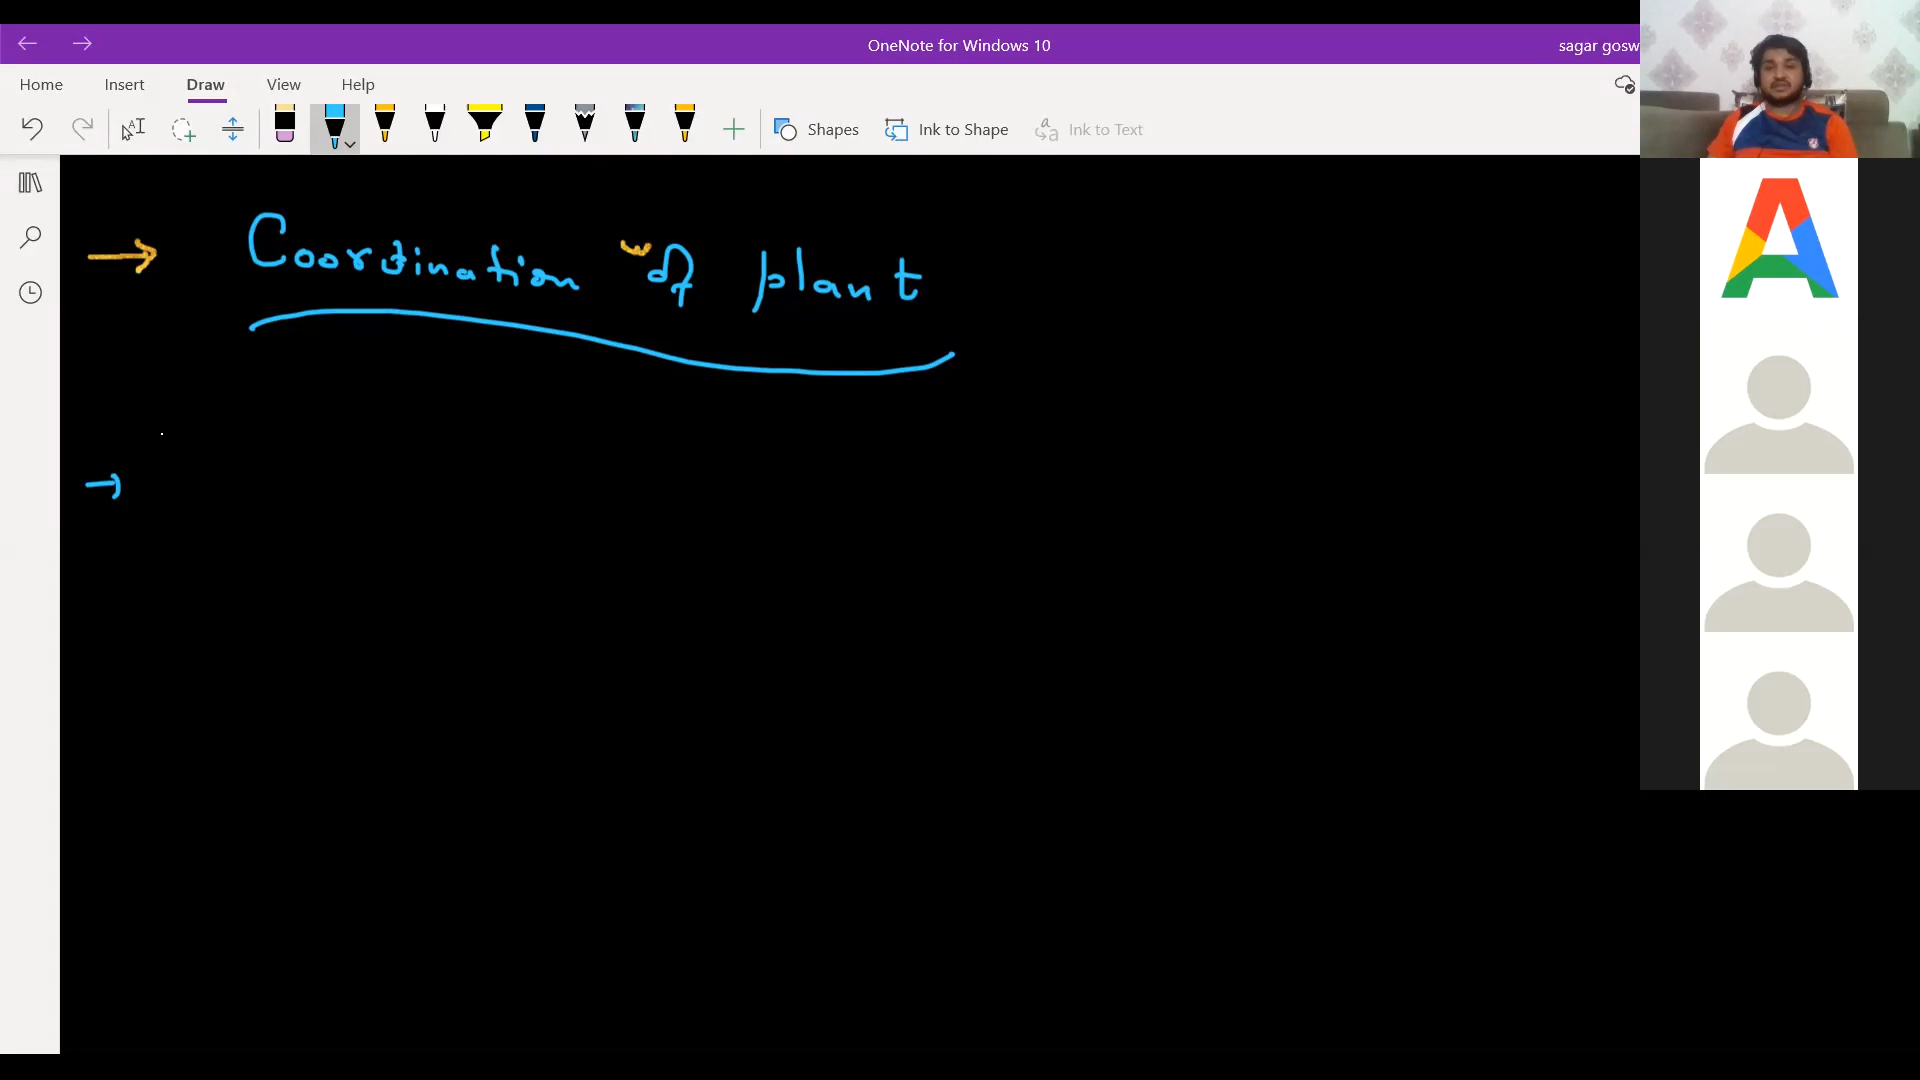 OneNote for Windows 10
sagar gosw
Home Insert Draw View Help
Shapes Ink to Shape Ink to Text
→ Coordination of plant
→